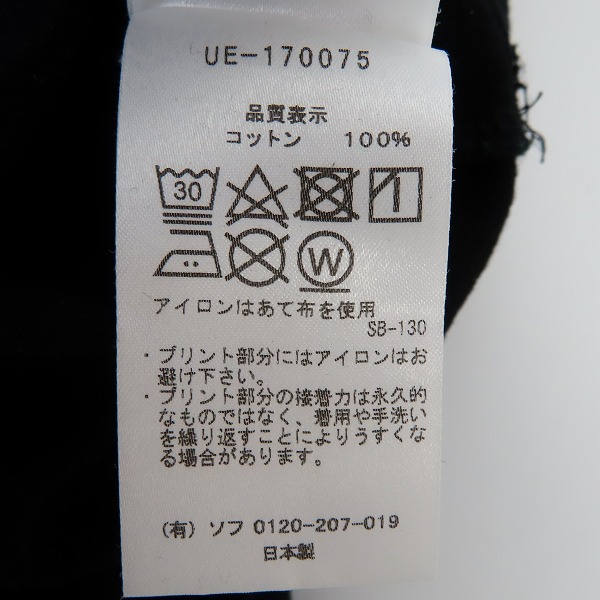 UE-170075
品質表示
コットン 100%
30
W
アイロンはあて布を使用
SB-130
・プリント部分にはアイロンはお
避け下さい。
・プリント部分の接着力は永久的
なものではなく、着用や手洗い
を繰り返すことによりうすくな
る場合があります。
(有) ソフ 0120-207-019
日本製